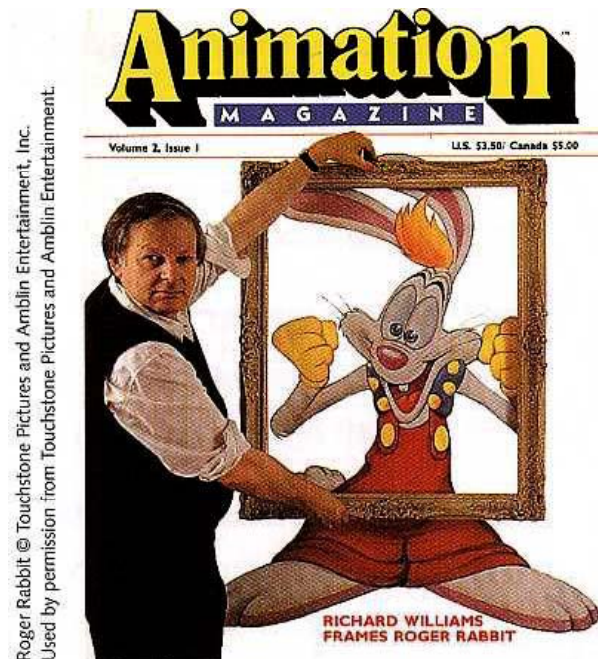 Animation
MAGAZINE
Volume 2, Issue 1
U.S. $3.50/ Canada $5.00
RICHARD WILLIAMS
FRAMES ROGER RABBIT
Roger Rabbit © Touchstone Pictures and Amblin Entertainment, Inc.
Used by permission from Touchstone Pictures and Amblin Entertainment.